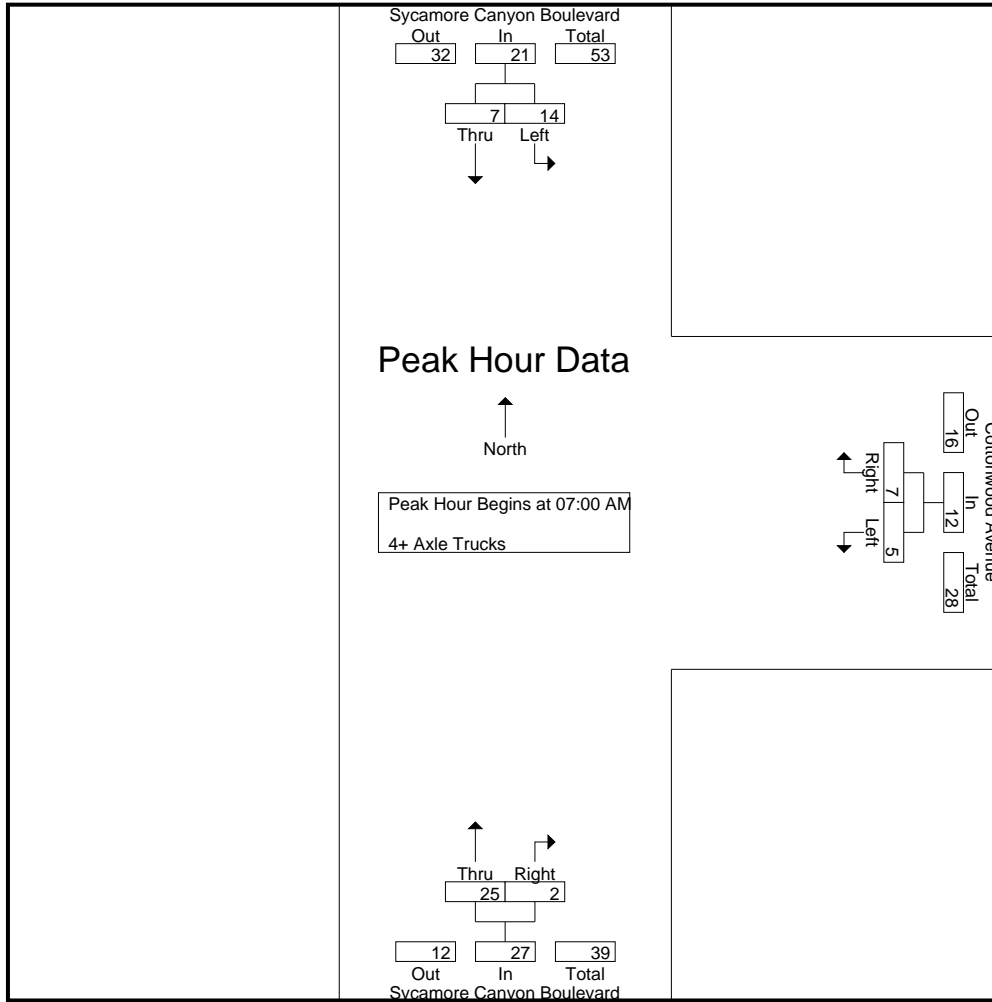 Sycamore Canyon Boulevard
Out In Total
32 21 53
7 14
Thru Left
Peak Hour Data
North
Peak Hour Begins at 07:00 AM
4+ Axle Trucks
Cottonwood Avenue
Out In Total
16 12 28
7 5
Right Left
Thru Right
25 2
12 27 39
Out In Total
Sycamore Canyon Boulevard